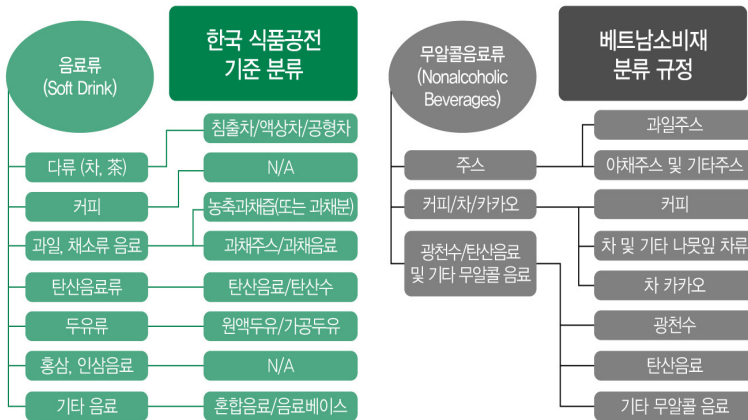 음료류
(Soft Drink)
한국 식품공전
기준 분류
침출차/액상차/공형차
다류 (차, 茶)
N/A
커피
농축과채즙(또는 과채분)
과일, 채소류 음료
과채주스/과채음료
탄산음료류
탄산음료/탄산수
두유류
원액두유/가공두유
홍삼, 인삼음료
N/A
기타 음료
혼합음료/음료베이스
무알콜음료류
(Nonalcoholic
Beverages)
베트남소비재
분류 규정
과일주스
주스
야채주스 및 기타주스
커피/차/카카오
커피
차 및 기타 나뭇잎 차류
광천수/탄산음료
및 기타 무알콜 음료
차 카카오
광천수
탄산음료
기타 무알콜 음료